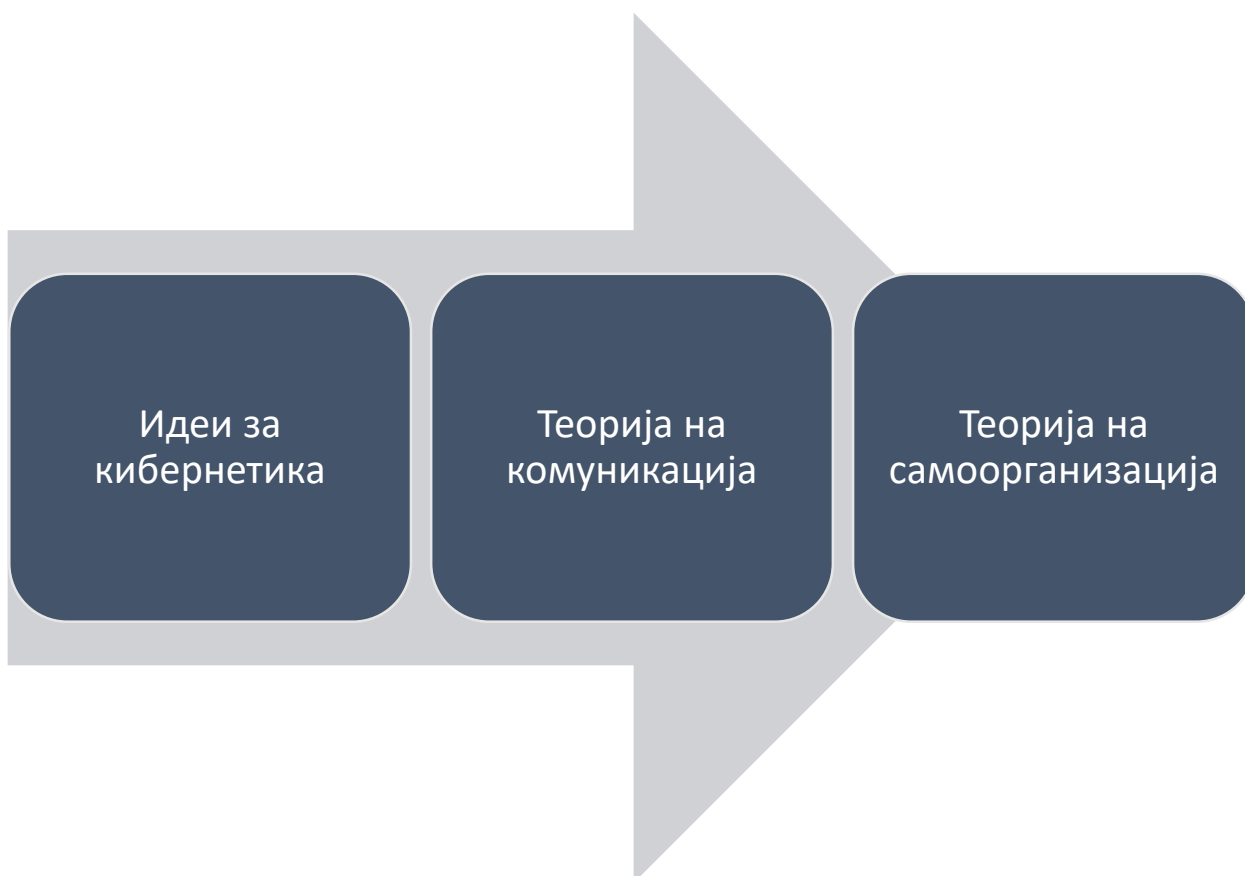 Идеи за
кибернетика
Теорија на
комуникација
Теорија на
самоорганизација